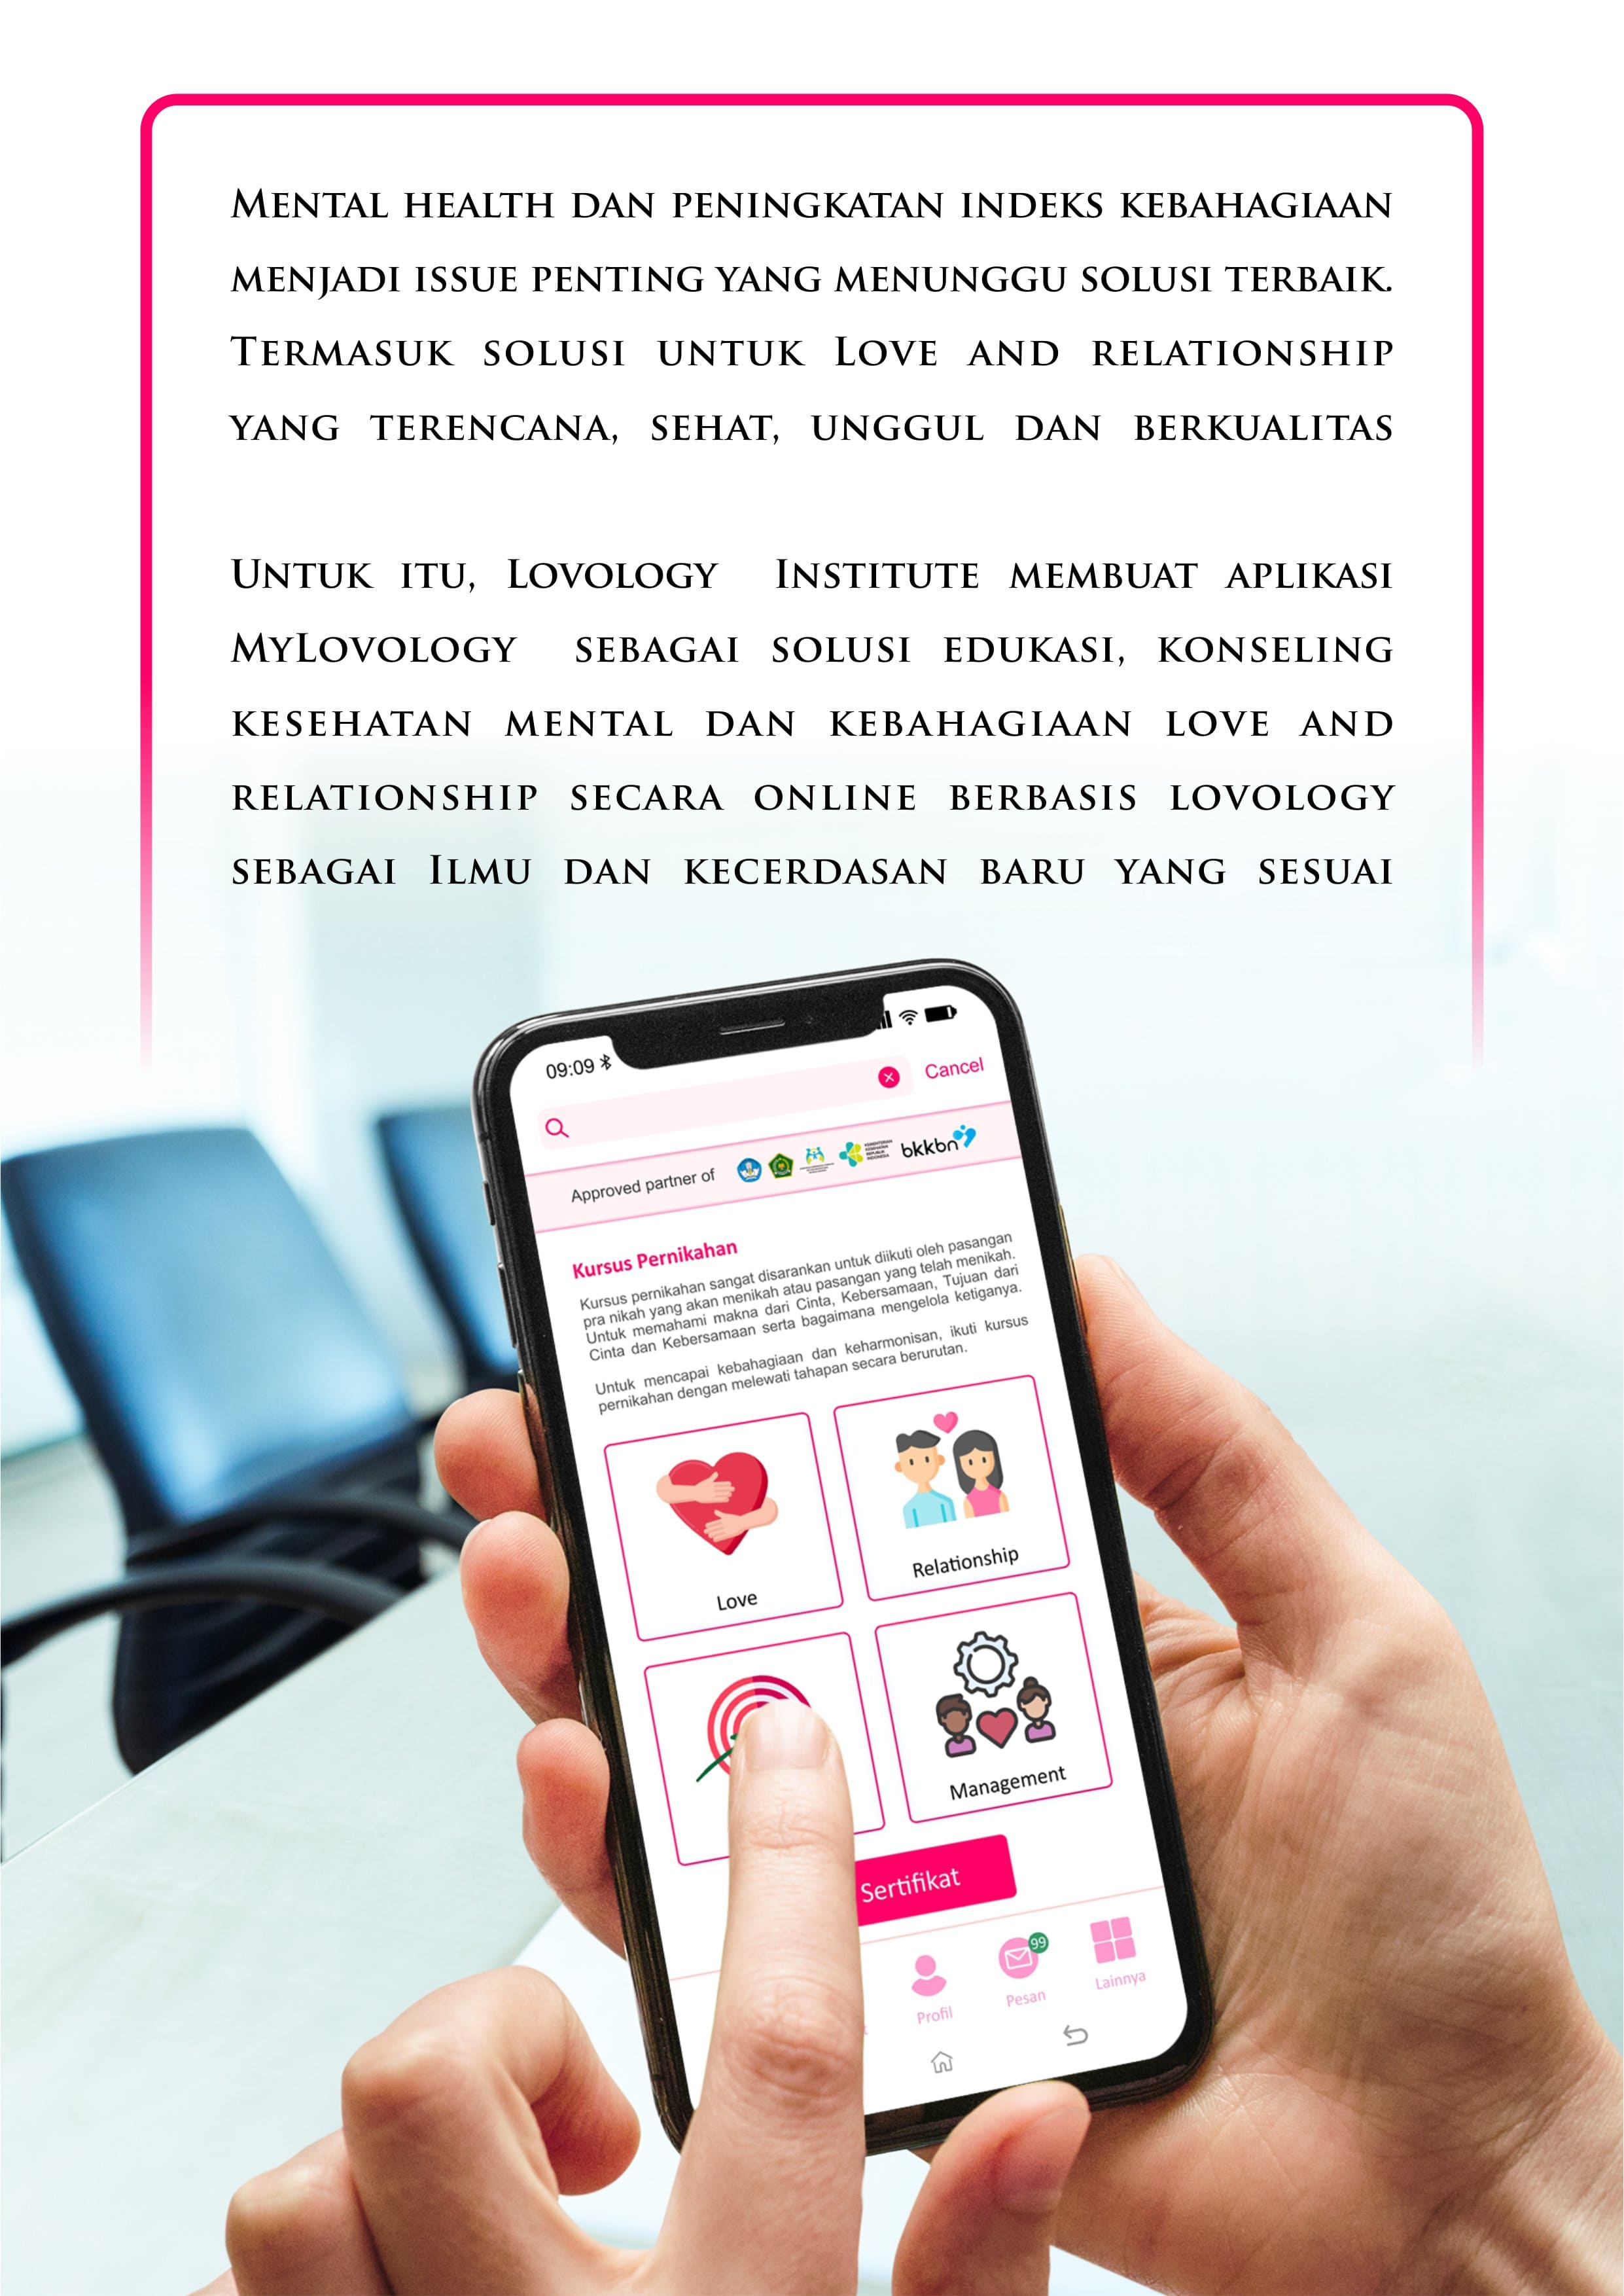 Mental health dan peningkatan indeks kebahagiaan
menjadi issue penting yang menunggu solusi terbaik.
Termasuk solusi untuk Love and relationship
yang terencana, sehat, unggul dan berkualitas
Untuk itu, Lovology Institute membuat aplikasi
MyLovology sebagai solusi edukasi, konseling
kesehatan mental dan kebahagiaan love and
relationship secara online berbasis lovology
sebagai Ilmu dan kecerdasan baru yang sesuai
09:09
Cancel
Approved partner of
KEMENTERIAN
KESEHATAN
REPUBLIK
INDONESIA
bkkbn
Kursus Pernikahan
Kursus pernikahan sangat disarankan untuk diikuti oleh pasangan
pra nikah yang akan menikah atau pasangan yang telah menikah.
Untuk memahami makna dari Cinta, Kebersamaan, Tujuan dari
Cinta dan Kebersamaan serta bagaimana mengelola ketiganya.
Untuk mencapai kebahagiaan dan keharmonisan, ikuti kursus
pernikahan dengan melewati tahapan secara berurutan.
Love
Relationship
Management
Sertifikat
99
Profil
Pesan
Lainnya